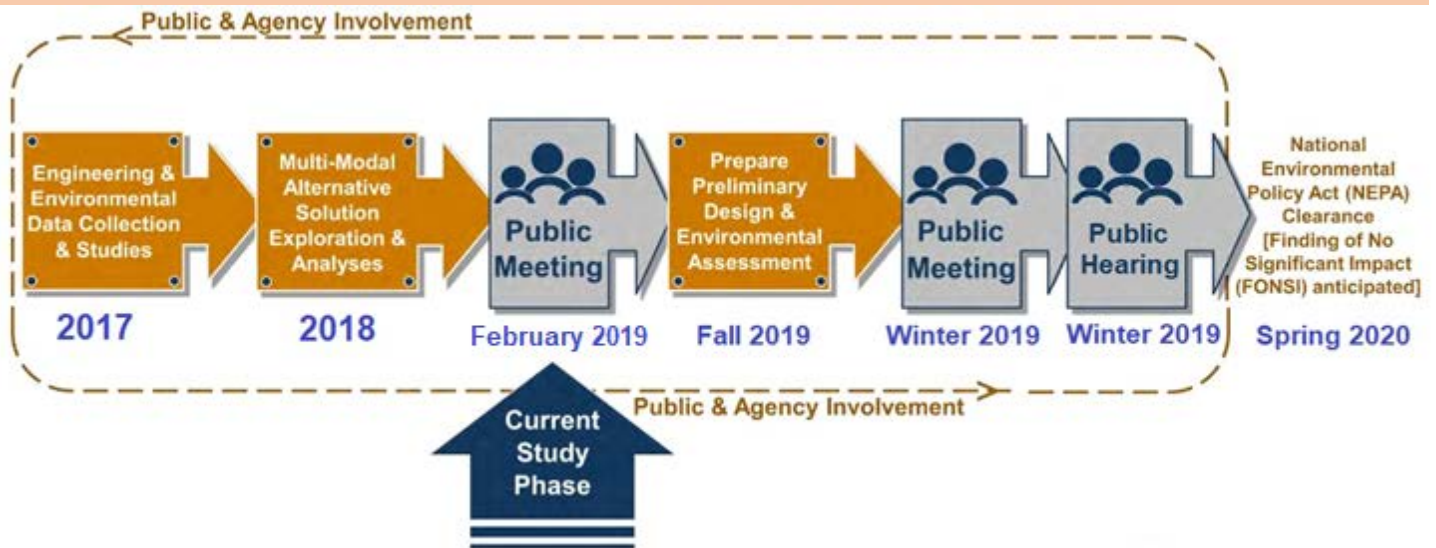 Public & Agency Involvement
Engineering &
Environmental
Data Collection
& Studies
2017
Multi-Modal
Alternative
Solution
Exploration &
Analyses
2018
Public
Meeting
February 2019
Prepare
Preliminary
Design &
Environmental
Assessment
Fall 2019
Public
Meeting
Winter 2019
Public
Hearing
Winter 2019
National
Environmental
Policy Act (NEPA)
Clearance
[Finding of No
Significant Impact
(FONSI) anticipated]
Spring 2020
Public & Agency Involvement
Current
Study
Phase